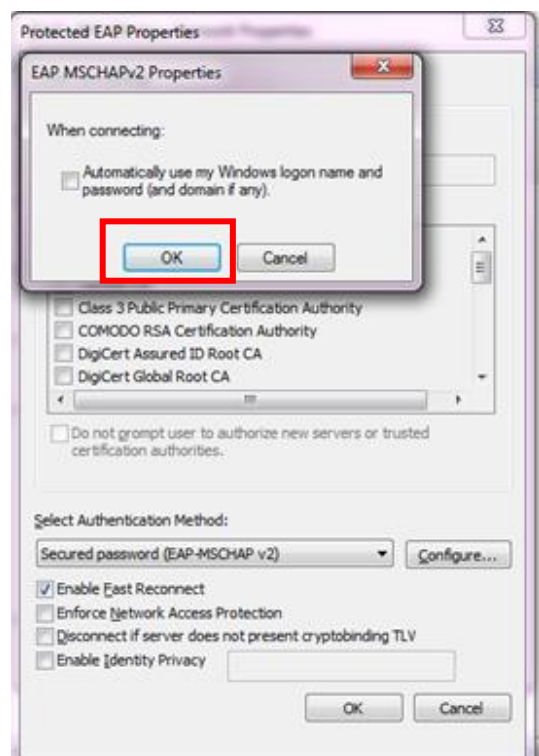 Protected EAP Properties
EAP MSCHAPv2 Properties
When connecting:
Automatically use my Windows logon name and
password (and domain if any).
OK
Cancel
Class 3 Public Primary Certification Authority
COMODO RSA Certification Authority
DigiCert Assured ID Root CA
DigiCert Global Root CA
Do not prompt user to authorize new servers or trusted
certification authorities.
Select Authentication Method:
Secured password (EAP-MSCHAP v2)
Configure...
Enable Fast Reconnect
Enforce Network Access Protection
Disconnect if server does not present cryptobinding TLV
Enable Identity Privacy
OK
Cancel